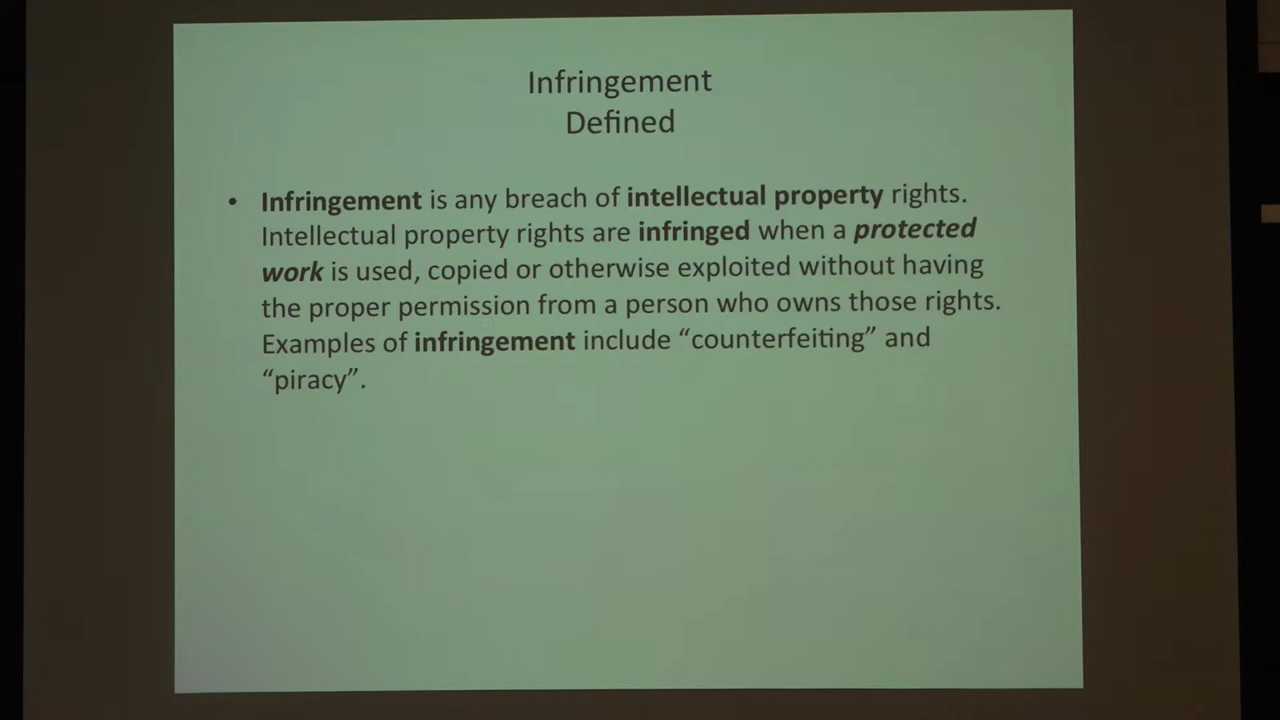 Infringement
Defined
• Infringement is any breach of intellectual property rights.
Intellectual property rights are infringed when a protected
work is used, copied or otherwise exploited without having
the proper permission from a person who owns those rights.
Examples of infringement include “counterfeiting” and
“piracy”.